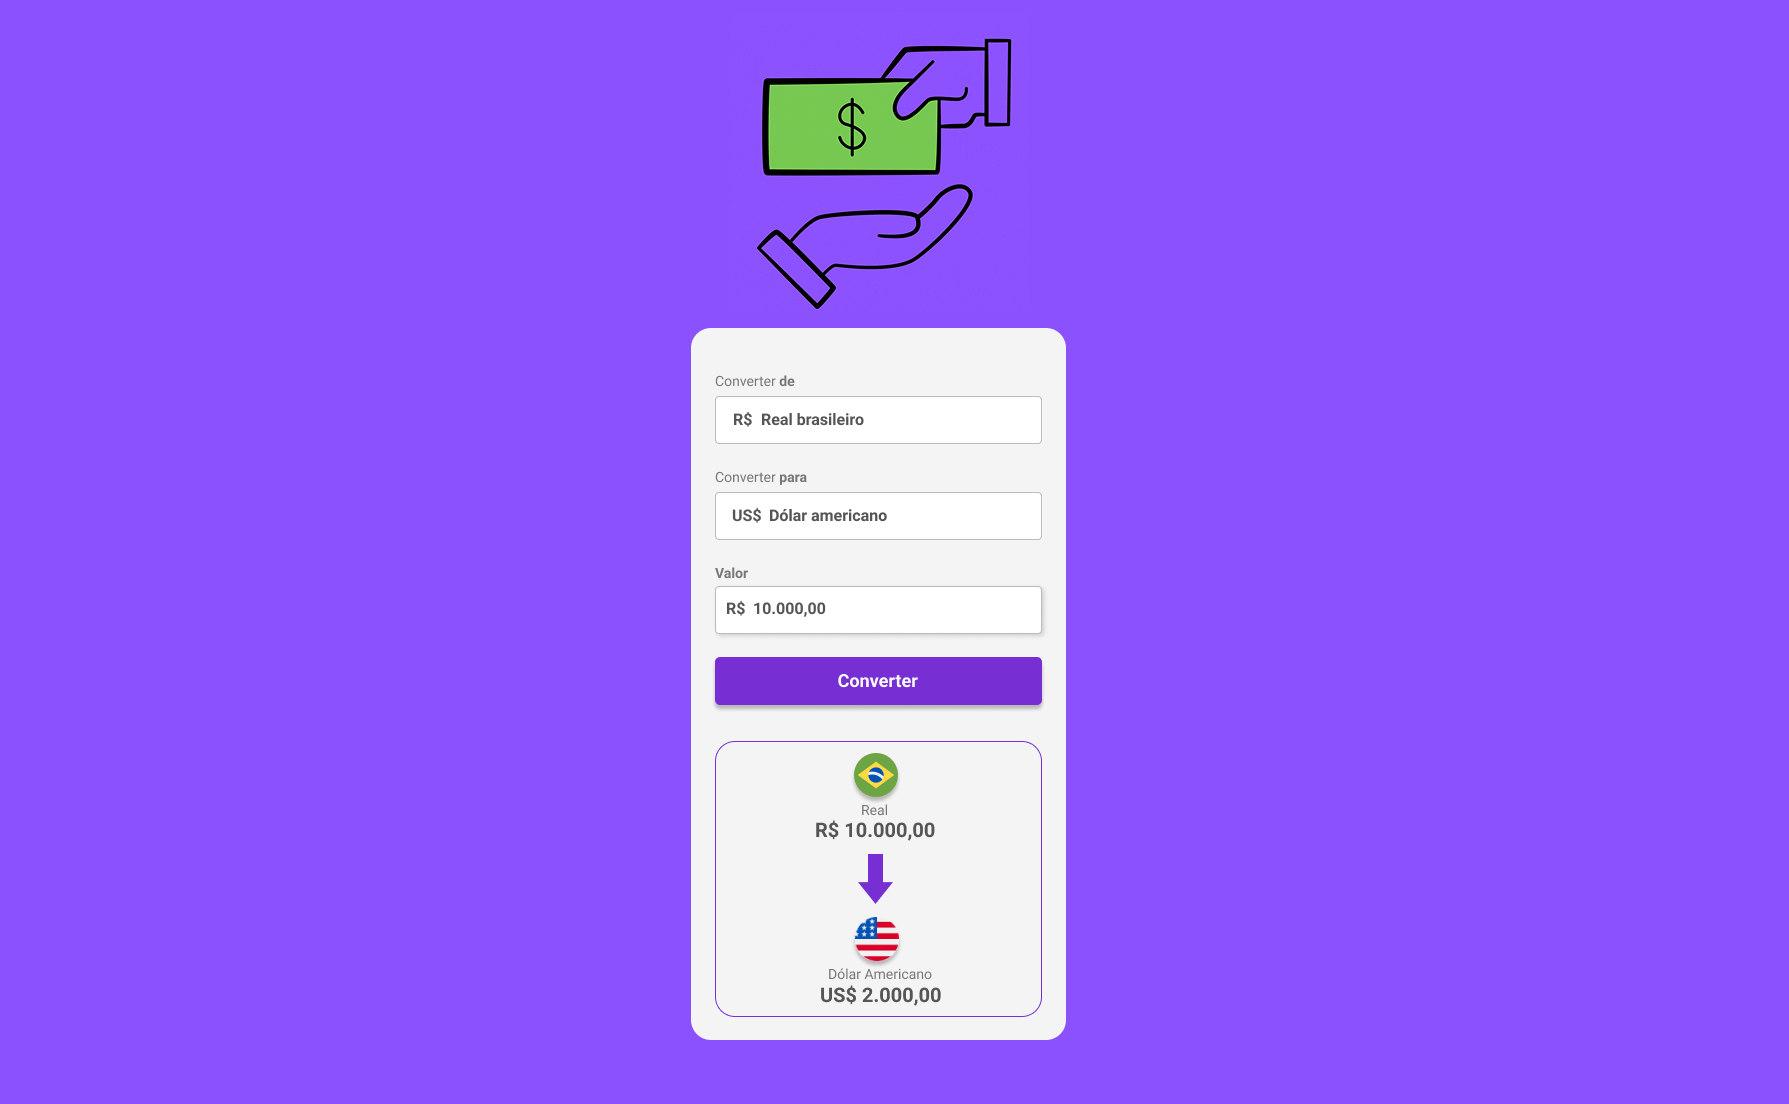 $
Converter de
R$ Real brasileiro
Converter para
US$ Dólar americano
Valor
R$ 10.000,00
Converter
Real
R$ 10.000,00
Dólar Americano
US$ 2.000,00